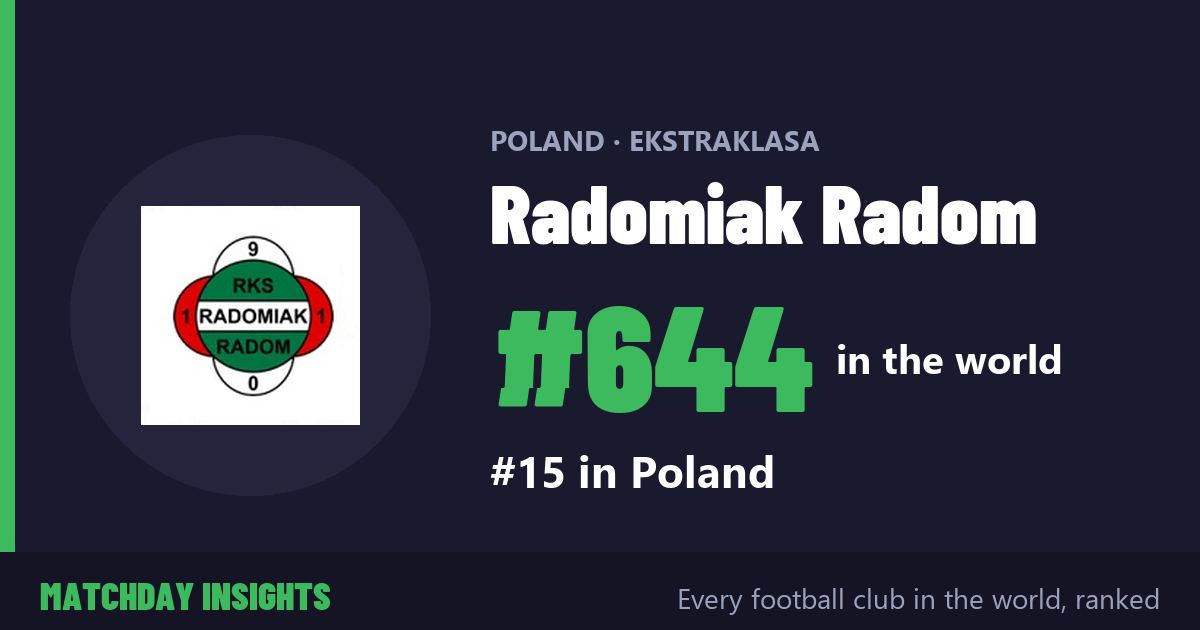 POLAND · EKSTRAKLASA
Radomiak Radom
9
RKS
1 RADOMIAK 1
RADOM
0
#644 in the world
#15 in Poland
MATCHDAY INSIGHTS
Every football club in the world, ranked